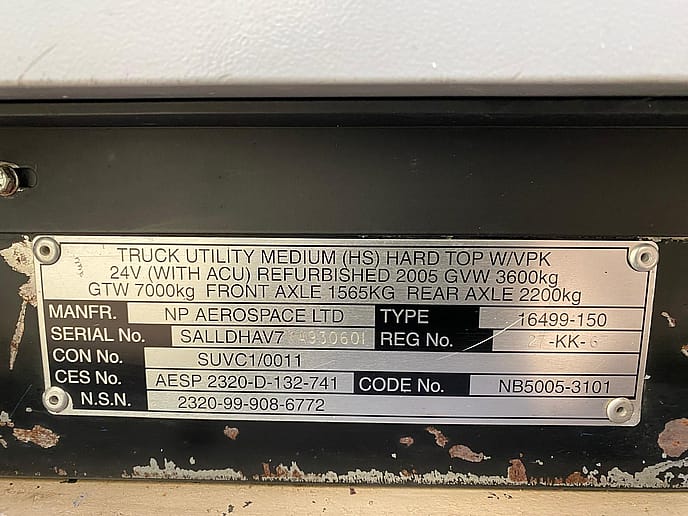 TRUCK UTILITY MEDIUM (HS) HARD TOP W/VPK
24V (WITH ACU) REFURBISHED 2005 GVW 3600kg
GTW 7000kg FRONT AXLE 1565KG REAR AXLE 2200kg
MANFR. NP AEROSPACE LTD TYPE 16499-150
SERIAL No. SALLDHAV7 REG No.
CON No. SUVC1/0011
CES No. AESP 2320-D-132-741 CODE No. NB5005-3101
N.S.N. 2320-99-908-6772